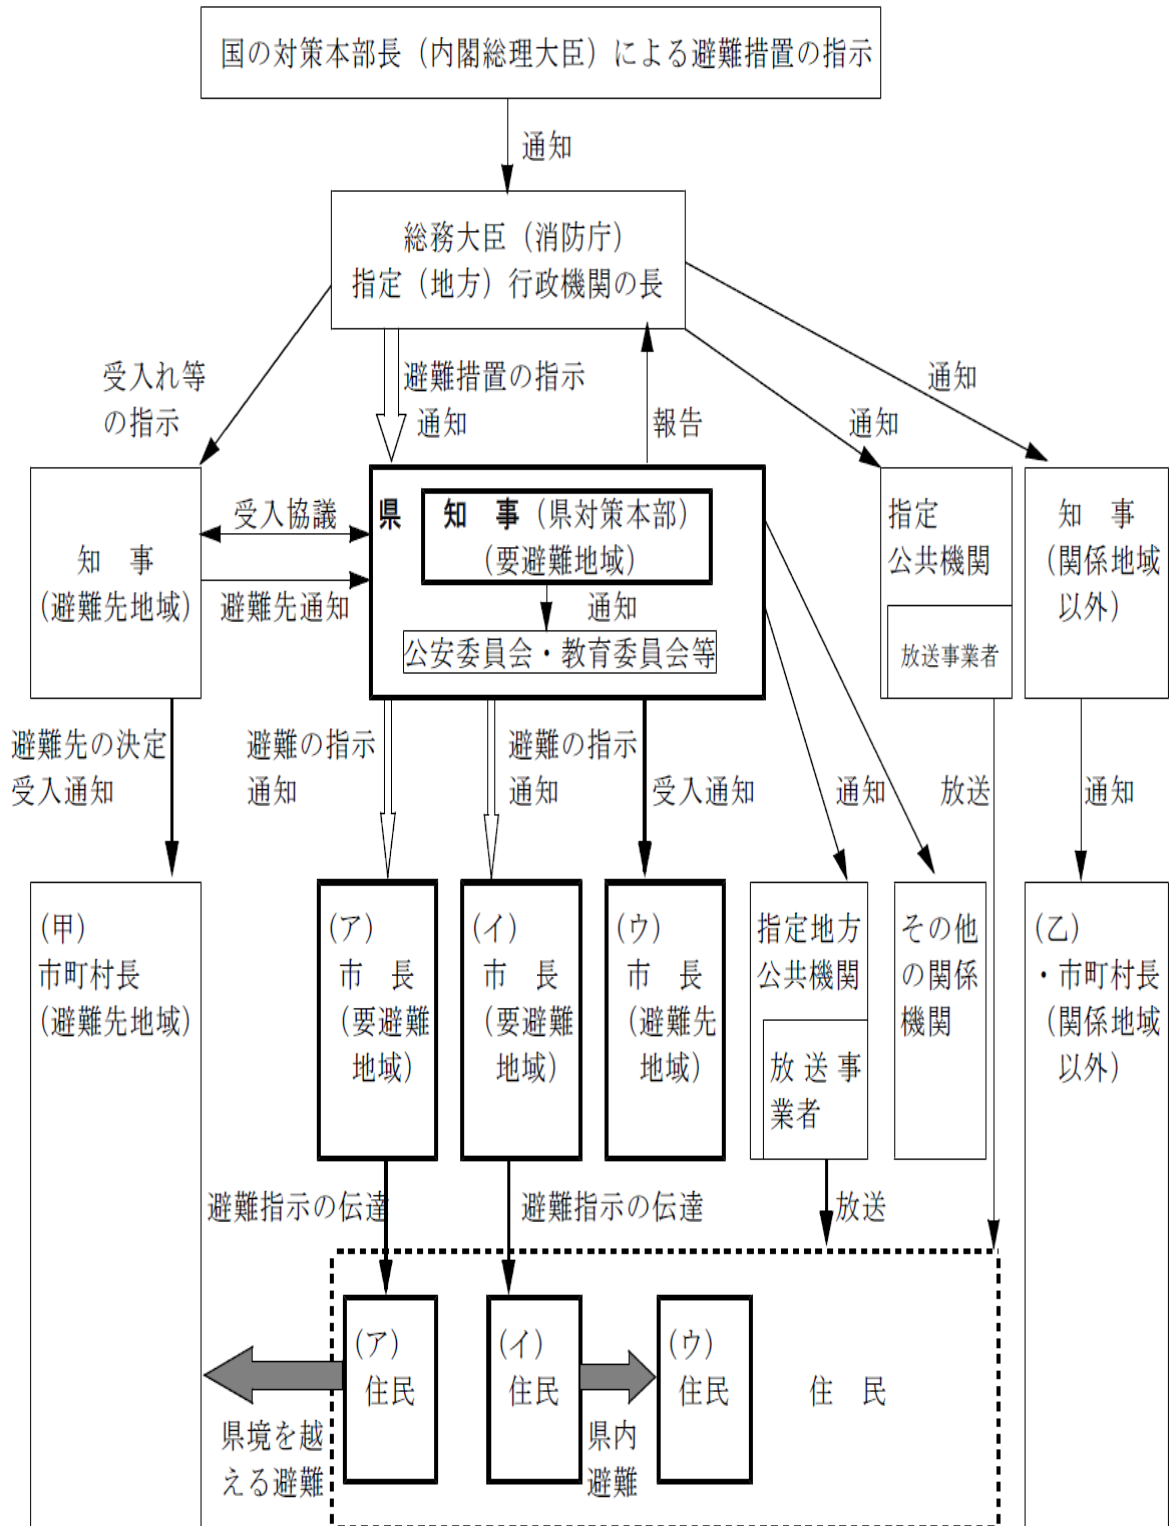 国の対策本部長（内閣総理大臣）による避難措置の指示
通知
総務大臣（消防庁）
指定（地方）行政機関の長
受入れ等
の指示
避難措置の指示
通知
報告
通知
通知
知　事
（避難先地域）
受入協議
避難先通知
県　知　事（県対策本部）
（要避難地域）
通知
公安委員会・教育委員会等
指定
公共機関
放送事業者
知　事
（関係地域
以外）
避難先の決定
受入通知
避難の指示
通知
避難の指示
通知
受入通知
通知
放送
通知
（甲）
市町村長
（避難先地域）
（ア）
市　長
（要避難
地域）
（イ）
市　長
（要避難
地域）
（ウ）
市　長
（避難先
地域）
指定地方
公共機関
放送事
業者
その他
の関係
機関
（乙）
・市町村長
（関係地域
以外）
避難指示の伝達
避難指示の伝達
放送
（ア）
住民
（イ）
住民
（ウ）
住民
住　民
県境を越
える避難
県内
避難